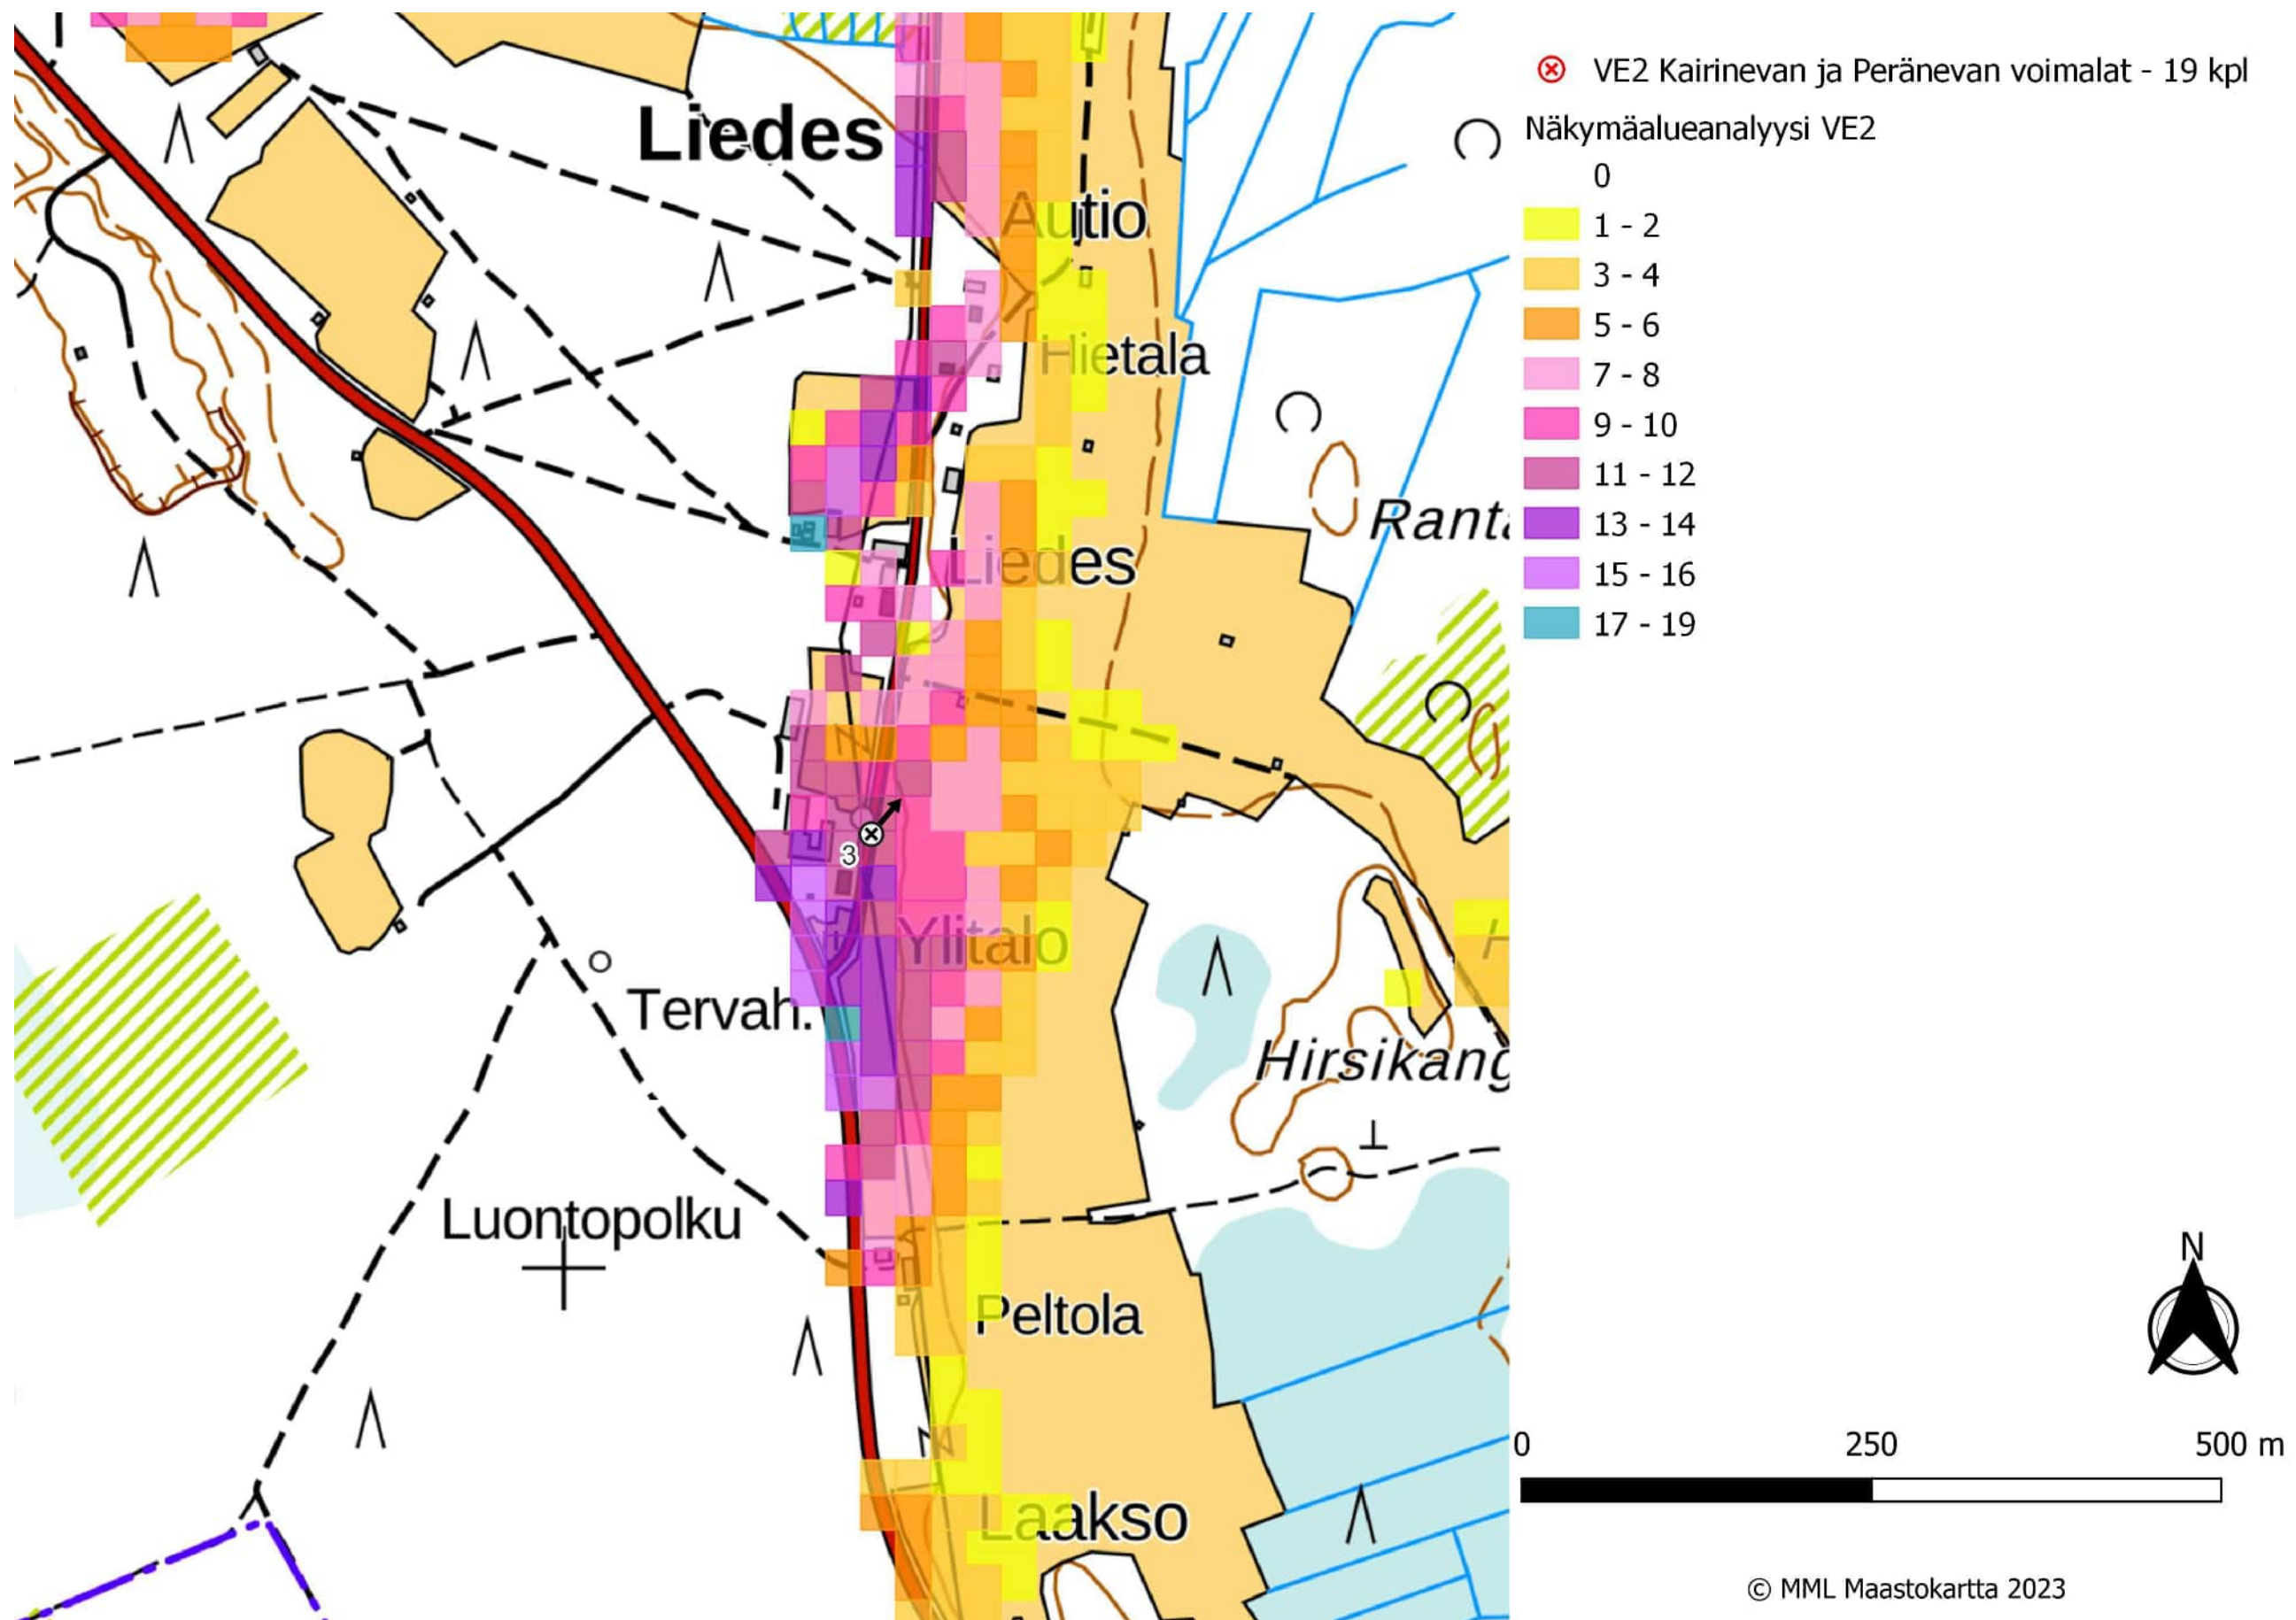 Liedes
Autio
Hietala
Liedes
3
Ylitalo
Tervah.
Hirsikang
Luontopolku
Peltola
Laakso
VE2 Kairinevan ja Peränevan voimalat - 19 kpl
Näkymäalueanalyysi VE2
0
1 - 2
3 - 4
5 - 6
7 - 8
9 - 10
11 - 12
13 - 14
15 - 16
17 - 19
N
0 250 500 m
© MML Maastokartta 2023